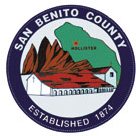 SAN BENITO COUNTY
HOLLISTER
ESTABLISHED 1874